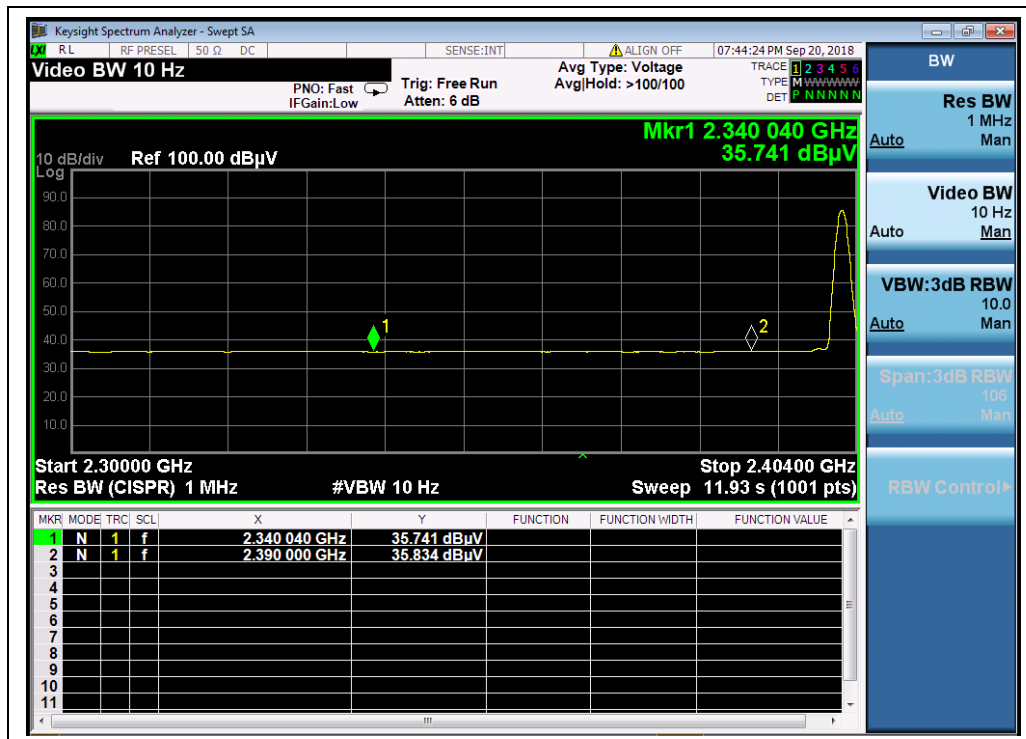 Keysight Spectrum Analyzer - Swept SA
LXI RL RF PRESEL 50 Ω DC SENSE:INT ALIGN OFF 07:44:24 PM Sep 20, 2018
Video BW 10 Hz
PNO: Fast
IFGain:Low
Trig: Free Run
Atten: 6 dB
Avg Type: Voltage
Avg|Hold: >100/100
TRACE 1 2 3 4 5 6
TYPE M W W W W W
DET P N N N N N
Mkr1 2.340 040 GHz
35.741 dBµV
10 dB/div Ref 100.00 dBµV
Log
90.0
80.0
70.0
60.0
50.0
40.0
30.0
20.0
10.0
1
2
Start 2.30000 GHz Stop 2.40400 GHz
Res BW (CISPR) 1 MHz #VBW 10 Hz Sweep 11.93 s (1001 pts)
MKR MODE TRC SCL X Y FUNCTION FUNCTION WIDTH FUNCTION VALUE
1 N 1 f 2.340 040 GHz 35.741 dBµV
2 N 1 f 2.390 000 GHz 35.834 dBµV
3
4
5
6
7
8
9
10
11
BW
Res BW
1 MHz
Auto Man
Video BW
10 Hz
Auto Man
VBW:3dB RBW
10.0
Auto Man
Span:3dB RBW
106
Auto Man
RBW Control